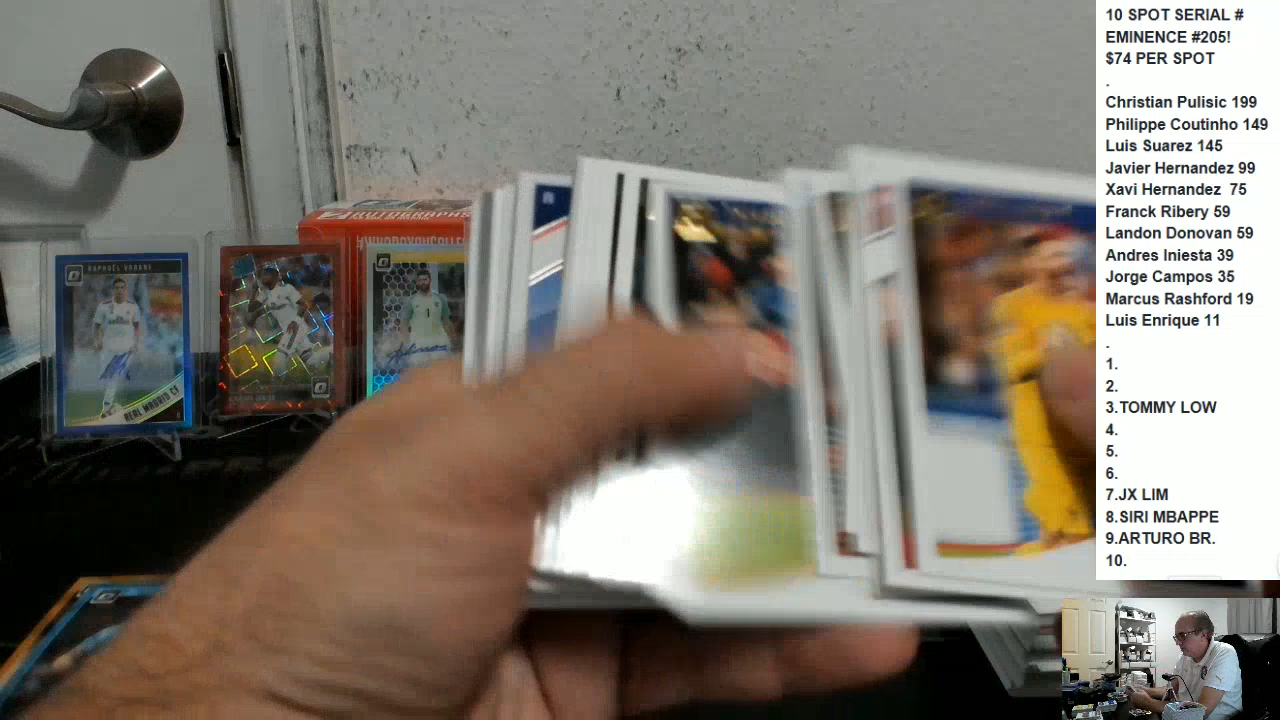 10 SPOT SERIAL #
EMINENCE #205!
$74 PER SPOT
.
Christian Pulisic 199
Philippe Coutinho 149
Luis Suarez 145
Javier Hernandez 99
Xavi Hernandez 75
Franck Ribery 59
Landon Donovan 59
Andres Iniesta 39
Jorge Campos 35
Marcus Rashford 19
Luis Enrique 11
.
1.
2.
3.TOMMY LOW
4.
5.
6.
7.JX LIM
8.SIRI MBAPPE
9.ARTURO BR.
10.
AUTOGRAPHS
RAPHAËL VARANE
REAL MADRID CF